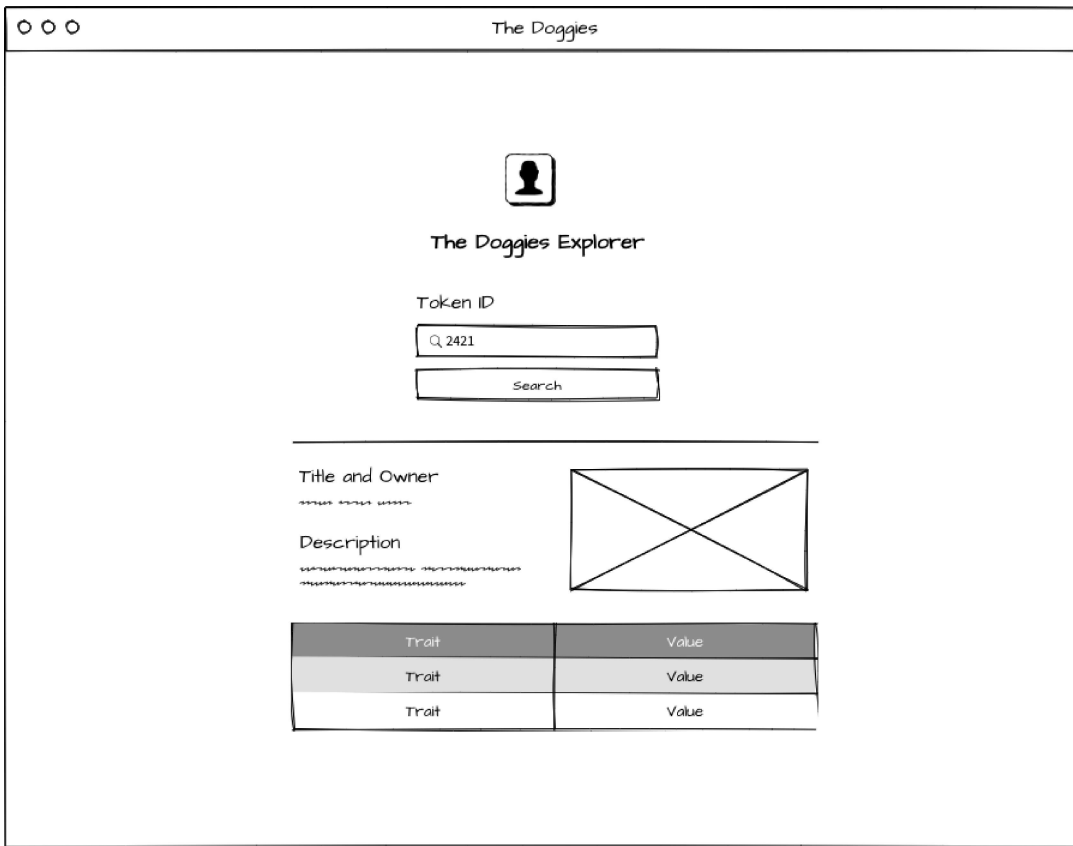 The Doggies
The Doggies Explorer
Token ID
2421
Search
Title and Owner
Description
Trait Value
Trait Value
Trait Value